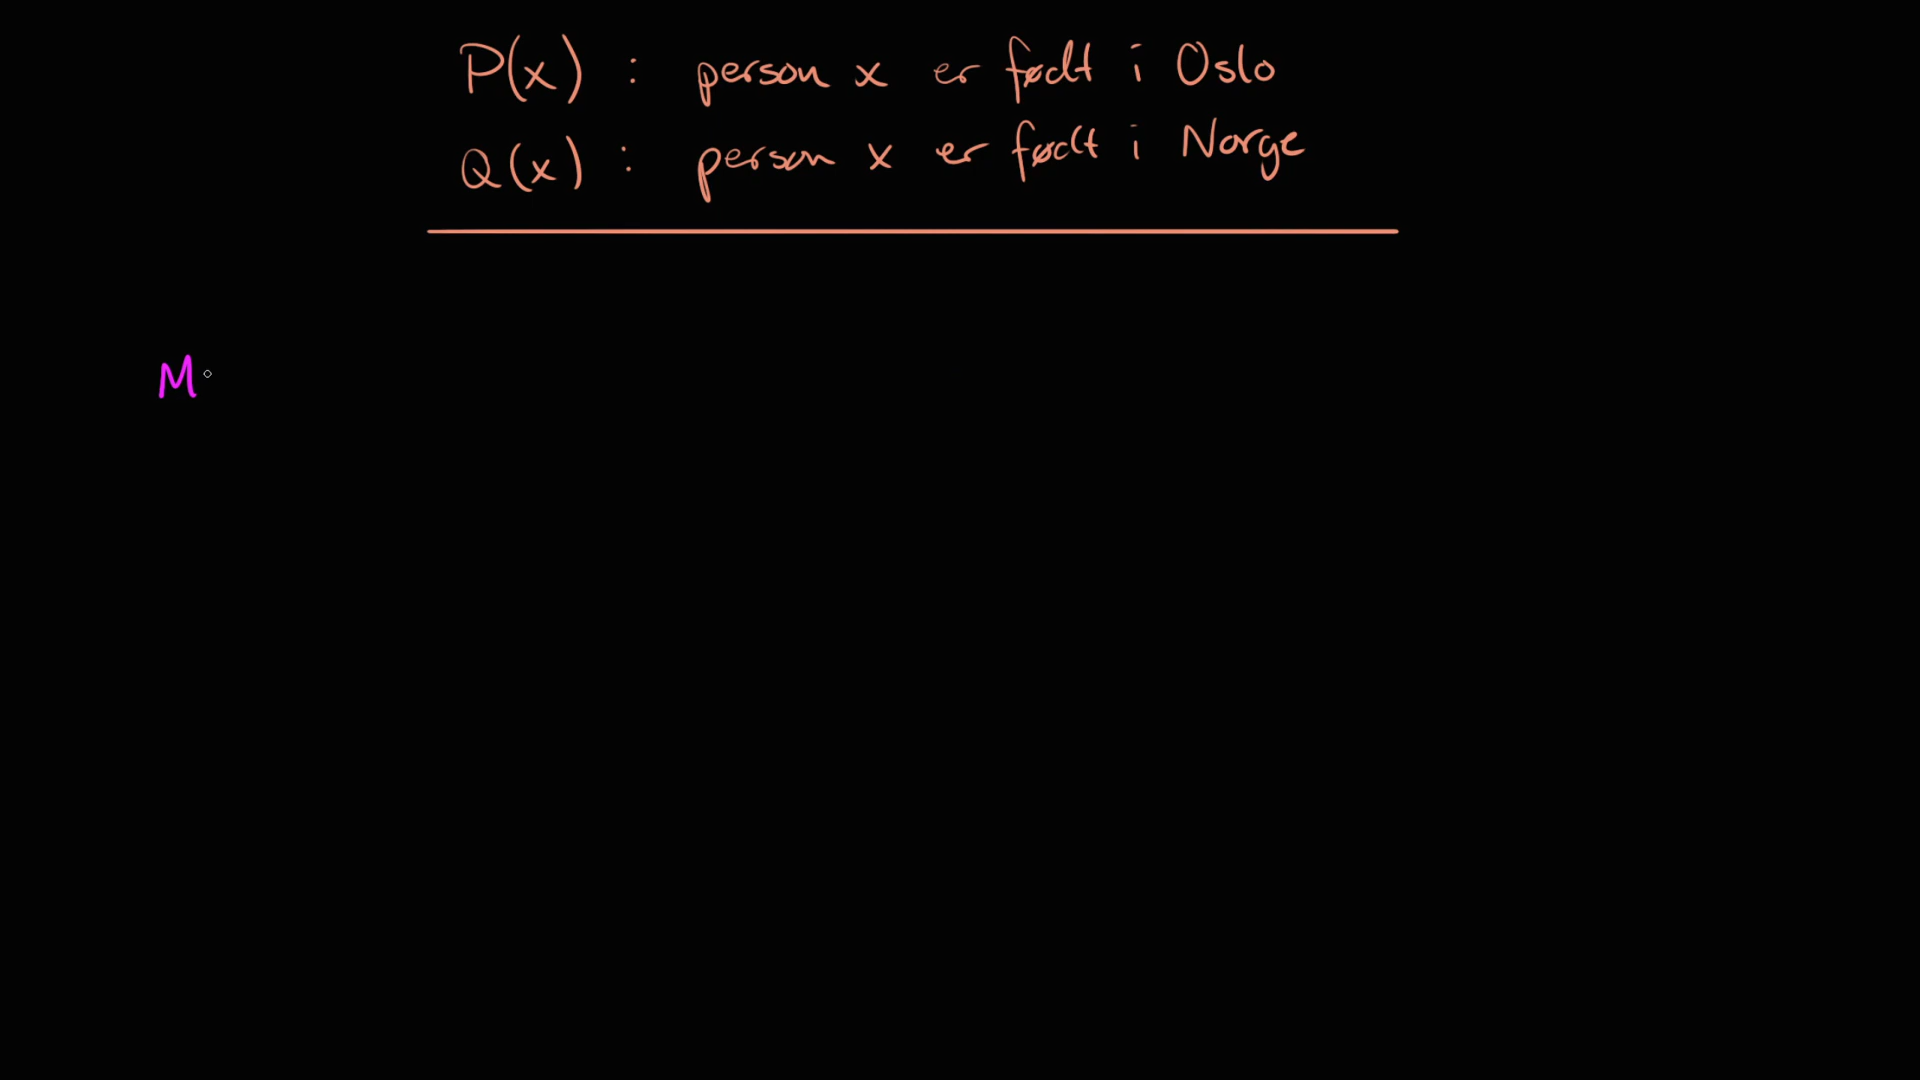 P(x) : person x er født i Oslo
Q(x) : person x er født i Norge
M